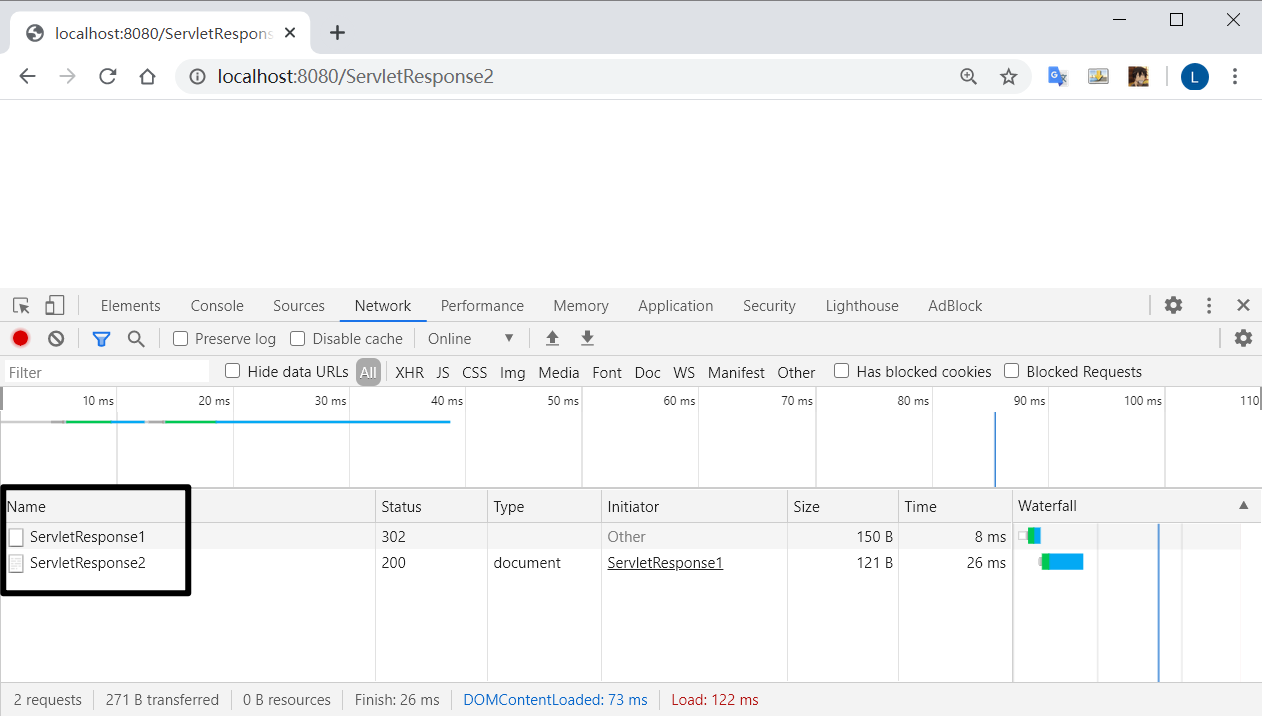 localhost:8080/ServletRespons
localhost:8080/ServletResponse2
L
Elements Console Sources Network Performance Memory Application Security Lighthouse AdBlock
Preserve log Disable cache Online
Filter Hide data URLs All XHR JS CSS Img Media Font Doc WS Manifest Other Has blocked cookies Blocked Requests
10 ms 20 ms 30 ms 40 ms 50 ms 60 ms 70 ms 80 ms 90 ms 100 ms 110
Name Status Type Initiator Size Time Waterfall
ServletResponse1 302 Other 150 B 8 ms
ServletResponse2 200 document ServletResponse1 121 B 26 ms
2 requests 271 B transferred 0 B resources Finish: 26 ms DOMContentLoaded: 73 ms Load: 122 ms